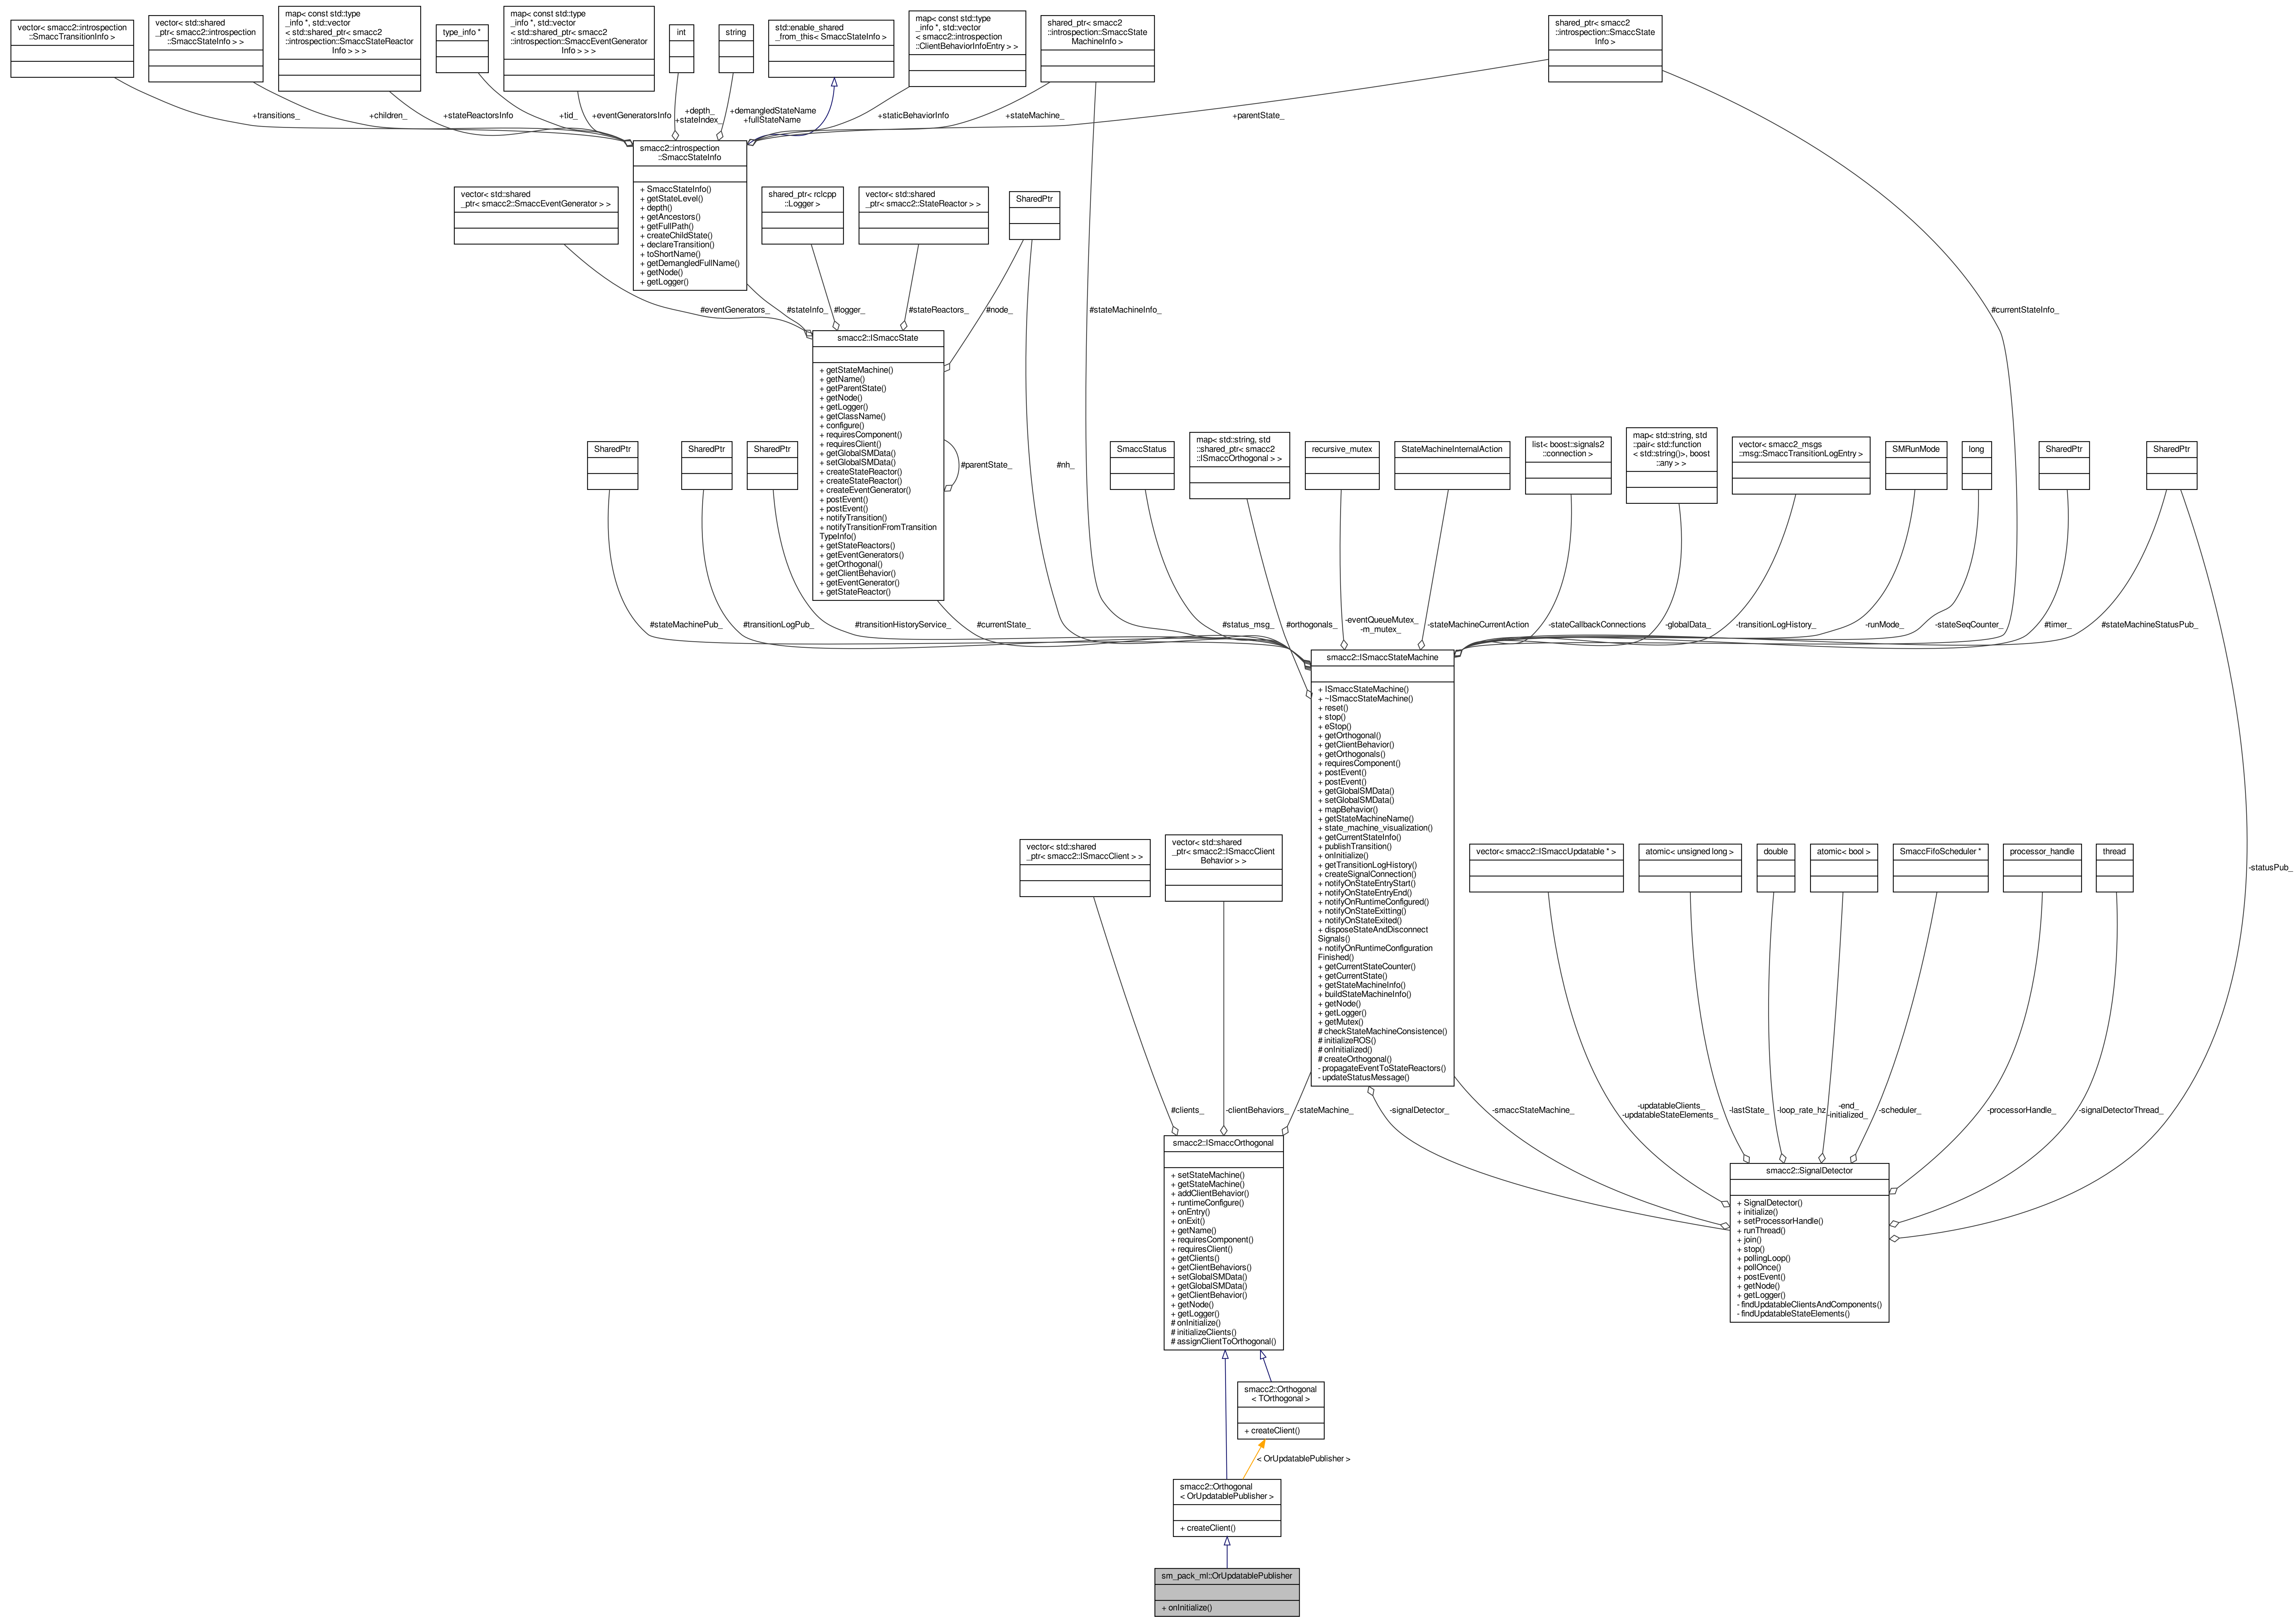 vector< smacc2::introspection
::SmaccTransitionInfo >
vector< std::shared
_ptr< smacc2::introspection
::SmaccStateInfo > >
map< const std::type
_info *, std::vector
< std::shared_ptr< smacc2
::introspection::SmaccStateReactor
Info > > >
type_info *
map< const std::type
_info *, std::vector
< std::shared_ptr< smacc2
::introspection::SmaccEventGenerator
Info > > >
int
string
std::enable_shared
_from_this< SmaccStateInfo >
map< const std::type
_info *, std::vector
< smacc2::introspection
::ClientBehaviorInfoEntry > >
shared_ptr< smacc2
::introspection::SmaccState
MachineInfo >
shared_ptr< smacc2
::introspection::SmaccState
Info >
+transitions_
+children_
+stateReactorsInfo
+tid_
+eventGeneratorsInfo
+depth_
+stateIndex_
+demangledStateName
+fullStateName
+staticBehaviorInfo
+stateMachine_
+parentState_
smacc2::introspection
::SmaccStateInfo
+ SmaccStateInfo()
+ getStateLevel()
+ depth()
+ getAncestors()
+ getFullPath()
+ createChildState()
+ declareTransition()
+ toShortName()
+ getDemangledFullName()
+ getNode()
+ getLogger()
vector< std::shared
_ptr< smacc2::SmaccEventGenerator > >
shared_ptr< rclcpp
::Logger >
vector< std::shared
_ptr< smacc2::StateReactor > >
SharedPtr
#eventGenerators_
#stateInfo_
#logger_
#stateReactors_
#node_
#stateMachineInfo_
#currentStateInfo_
smacc2::ISmaccState
+ getStateMachine()
+ getName()
+ getParentState()
+ getNode()
+ getLogger()
+ getClassName()
+ configure()
+ requiresComponent()
+ requiresClient()
+ getGlobalSMData()
+ setGlobalSMData()
+ createStateReactor()
+ createStateReactor()
+ createEventGenerator()
+ postEvent()
+ postEvent()
+ notifyTransition()
+ notifyTransitionFromTransition
TypeInfo()
+ getStateReactors()
+ getEventGenerators()
+ getOrthogonal()
+ getClientBehavior()
+ getEventGenerator()
+ getStateReactor()
#parentState_
#nh_
SharedPtr
SharedPtr
SharedPtr
SmaccStatus
map< std::string, std
::shared_ptr< smacc2
::ISmaccOrthogonal > >
recursive_mutex
StateMachineInternalAction
list< boost::signals2
::connection >
map< std::string, std
::pair< std::function
< std::string()>, boost
::any > >
vector< smacc2_msgs
::msg::SmaccTransitionLogEntry >
SMRunMode
long
SharedPtr
SharedPtr
#stateMachinePub_
#transitionLogPub_
#transitionHistoryService_
#currentState_
#status_msg_
#orthogonals_
-eventQueueMutex_
-m_mutex_
-stateMachineCurrentAction
-stateCallbackConnections
-globalData_
-transitionLogHistory_
-runMode_
-stateSeqCounter_
#timer_
#stateMachineStatusPub_
smacc2::ISmaccStateMachine
+ ISmaccStateMachine()
+ ~ISmaccStateMachine()
+ reset()
+ stop()
+ eStop()
+ getOrthogonal()
+ getClientBehavior()
+ getOrthogonals()
+ requiresComponent()
+ postEvent()
+ postEvent()
+ getGlobalSMData()
+ setGlobalSMData()
+ mapBehavior()
+ getStateMachineName()
+ state_machine_visualization()
+ getCurrentStateInfo()
+ publishTransition()
+ onInitialize()
+ getTransitionLogHistory()
+ createSignalConnection()
+ notifyOnStateEntryStart()
+ notifyOnStateEntryEnd()
+ notifyOnRuntimeConfigured()
+ notifyOnStateExitting()
+ notifyOnStateExited()
+ disposeStateAndDisconnect
Signals()
+ notifyOnRuntimeConfiguration
Finished()
+ getCurrentStateCounter()
+ getCurrentState()
+ getStateMachineInfo()
+ buildStateMachineInfo()
+ getNode()
+ getLogger()
+ getMutex()
# checkStateMachineConsistence()
# initializeROS()
# onInitialized()
# createOrthogonal()
- propagateEventToStateReactors()
- updateStatusMessage()
vector< std::shared
_ptr< smacc2::ISmaccClient > >
vector< std::shared
_ptr< smacc2::ISmaccClient
Behavior > >
vector< smacc2::ISmaccUpdatable * >
atomic< unsigned long >
double
atomic< bool >
SmaccFifoScheduler *
processor_handle
thread
-statusPub_
#clients_
-clientBehaviors_
-stateMachine_
-signalDetector_
-smaccStateMachine_
-updatableClients_
-updatableStateElements_
-lastState_
-loop_rate_hz
-end_
-initialized_
-scheduler_
-processorHandle_
-signalDetectorThread_
smacc2::ISmaccOrthogonal
+ setStateMachine()
+ getStateMachine()
+ addClientBehavior()
+ runtimeConfigure()
+ onEntry()
+ onExit()
+ getName()
+ requiresComponent()
+ requiresClient()
+ getClients()
+ getClientBehaviors()
+ setGlobalSMData()
+ getGlobalSMData()
+ getClientBehavior()
+ getNode()
+ getLogger()
# onInitialize()
# initializeClients()
# assignClientToOrthogonal()
smacc2::SignalDetector
+ SignalDetector()
+ initialize()
+ setProcessorHandle()
+ runThread()
+ join()
+ stop()
+ pollingLoop()
+ pollOnce()
+ postEvent()
+ getNode()
+ getLogger()
- findUpdatableClientsAndComponents()
- findUpdatableStateElements()
smacc2::Orthogonal
< TOrthogonal >
+ createClient()
< OrUpdatablePublisher >
smacc2::Orthogonal
< OrUpdatablePublisher >
+ createClient()
sm_pack_ml::OrUpdatablePublisher
+ onInitialize()